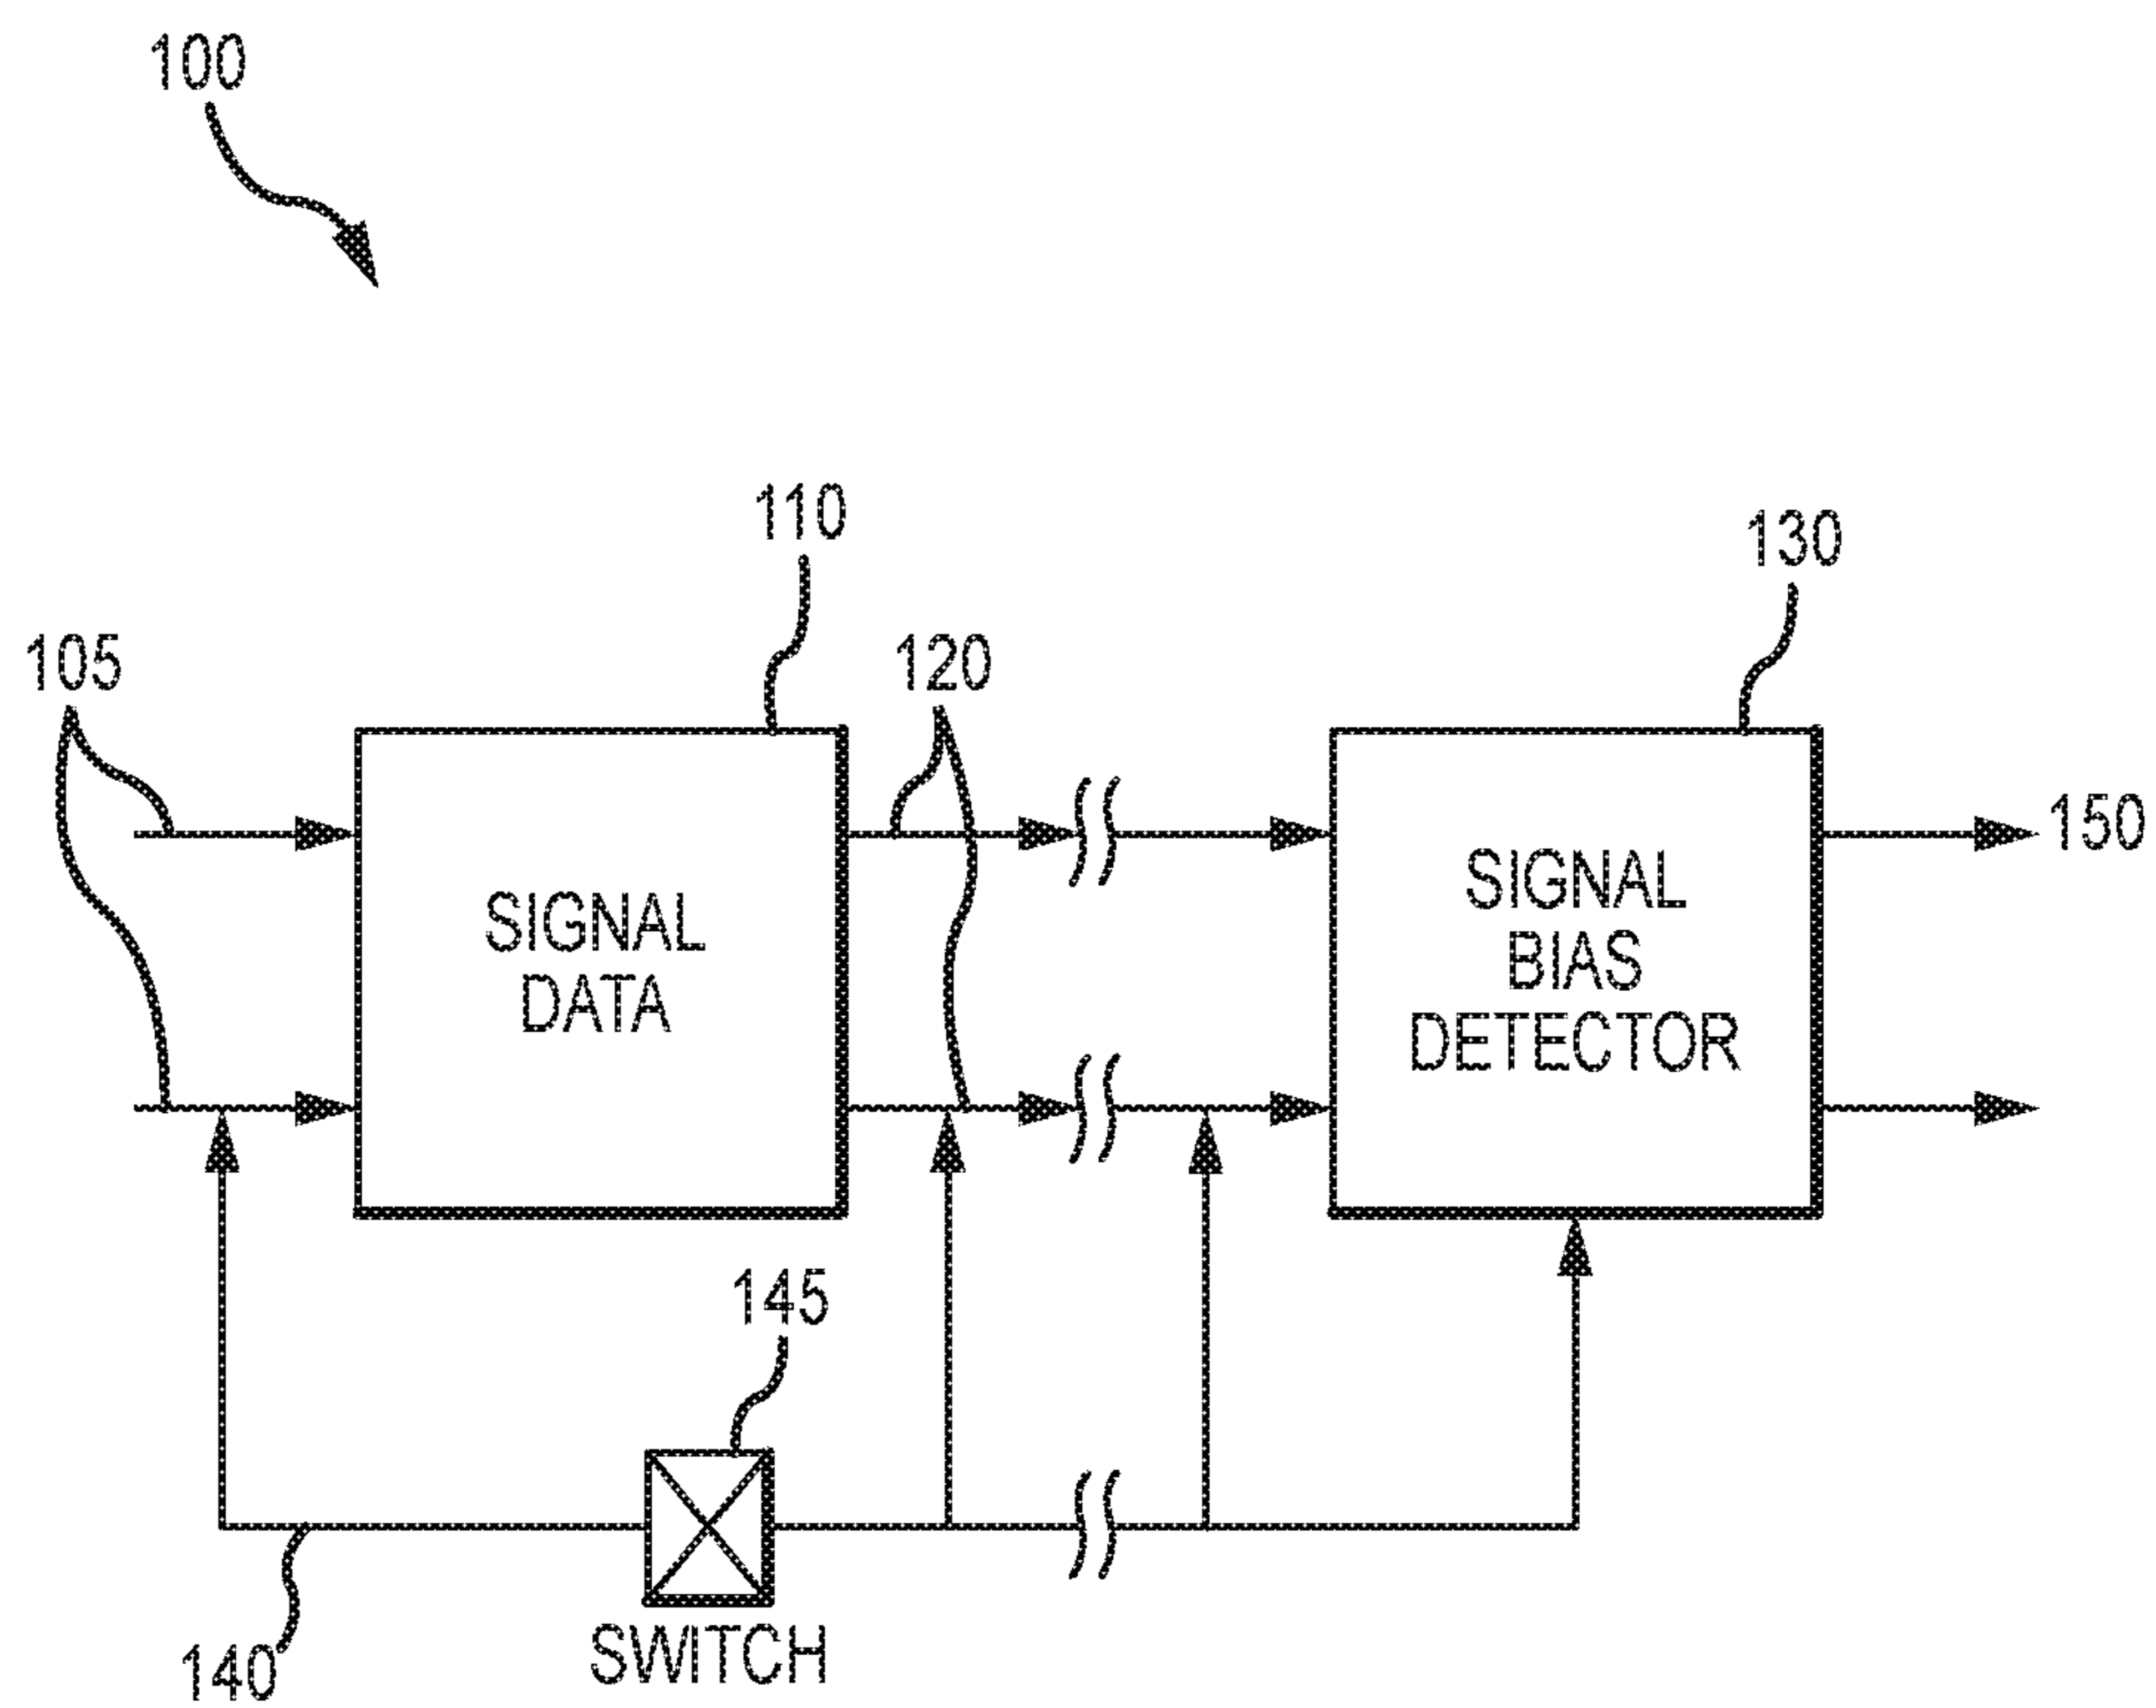 100
110
130
105
120
150
SIGNAL
DATA
SIGNAL
BIAS
DETECTOR
145
140
SWITCH